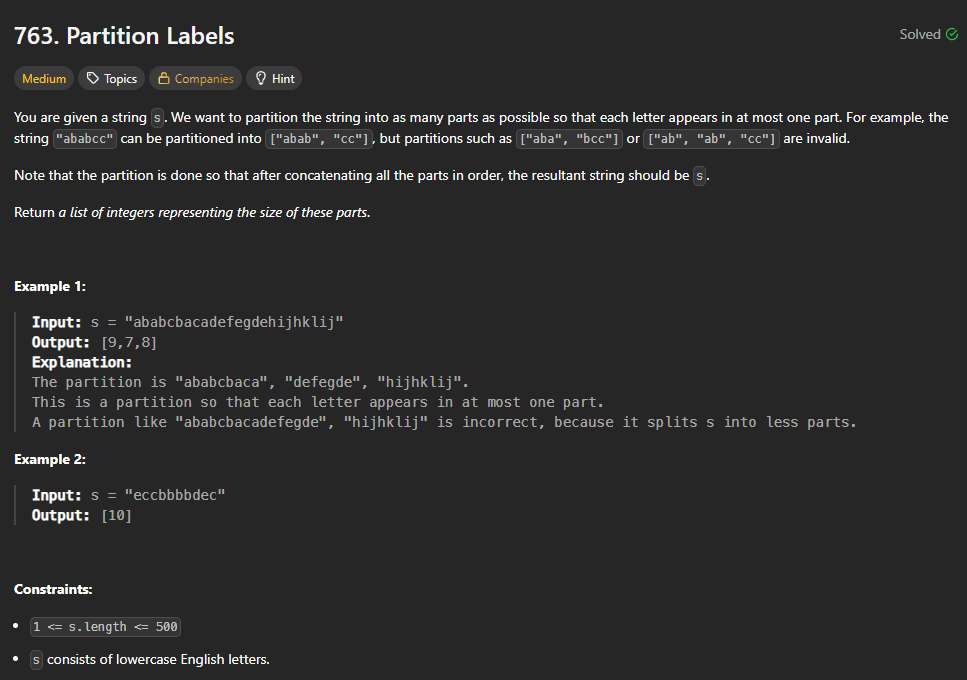 763. Partition Labels
Solved
Medium Topics Companies Hint
You are given a string s. We want to partition the string into as many parts as possible so that each letter appears in at most one part. For example, the
string "ababcc" can be partitioned into ["abab", "cc"], but partitions such as ["aba", "bcc"] or ["ab", "ab", "cc"] are invalid.
Note that the partition is done so that after concatenating all the parts in order, the resultant string should be s.
Return a list of integers representing the size of these parts.
Example 1:
Input: s = "ababcbacadefegdehijhklij"
Output: [9,7,8]
Explanation:
The partition is "ababcbaca", "defegde", "hijhklij".
This is a partition so that each letter appears in at most one part.
A partition like "ababcbacadefegde", "hijhklij" is incorrect, because it splits s into less parts.
Example 2:
Input: s = "eccbbbbdec"
Output: [10]
Constraints:
• 1 <= s.length <= 500
• s consists of lowercase English letters.